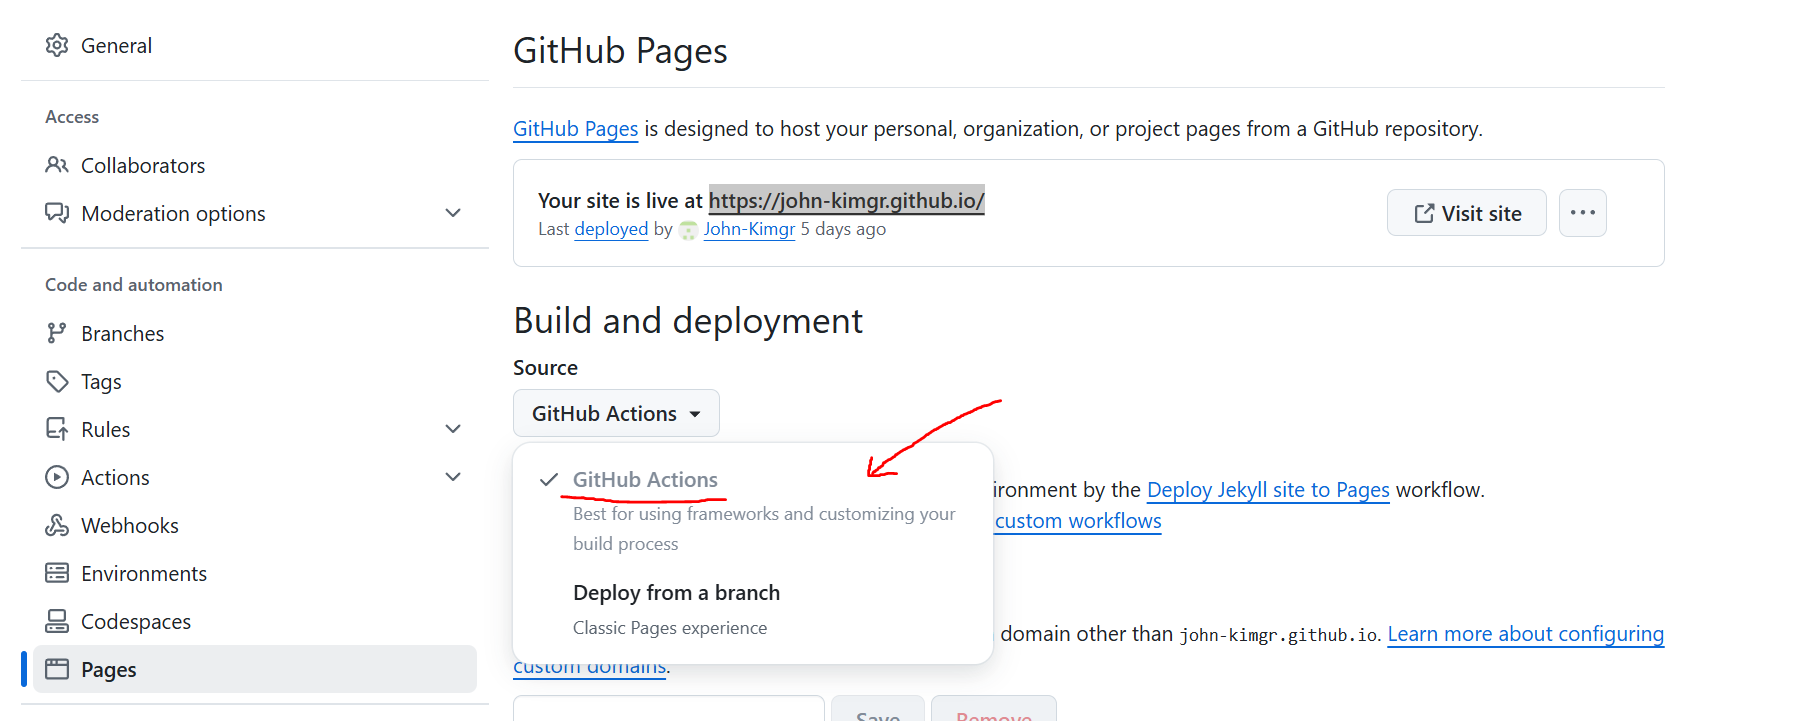 General
Access
Collaborators
Moderation options
Code and automation
Branches
Tags
Rules
Actions
Webhooks
Environments
Codespaces
Pages
GitHub Pages
GitHub Pages is designed to host your personal, organization, or project pages from a GitHub repository.
Your site is live at https://john-kimgr.github.io/
Last deployed by John-Kimgr 5 days ago
Visit site
Build and deployment
Source
GitHub Actions
GitHub Actions
Best for using frameworks and customizing your
build process
Deploy from a branch
Classic Pages experience
ironment by the Deploy Jekyll site to Pages workflow.
custom workflows
domain other than john-kimgr.github.io. Learn more about configuring
custom domains.
Save
Remove